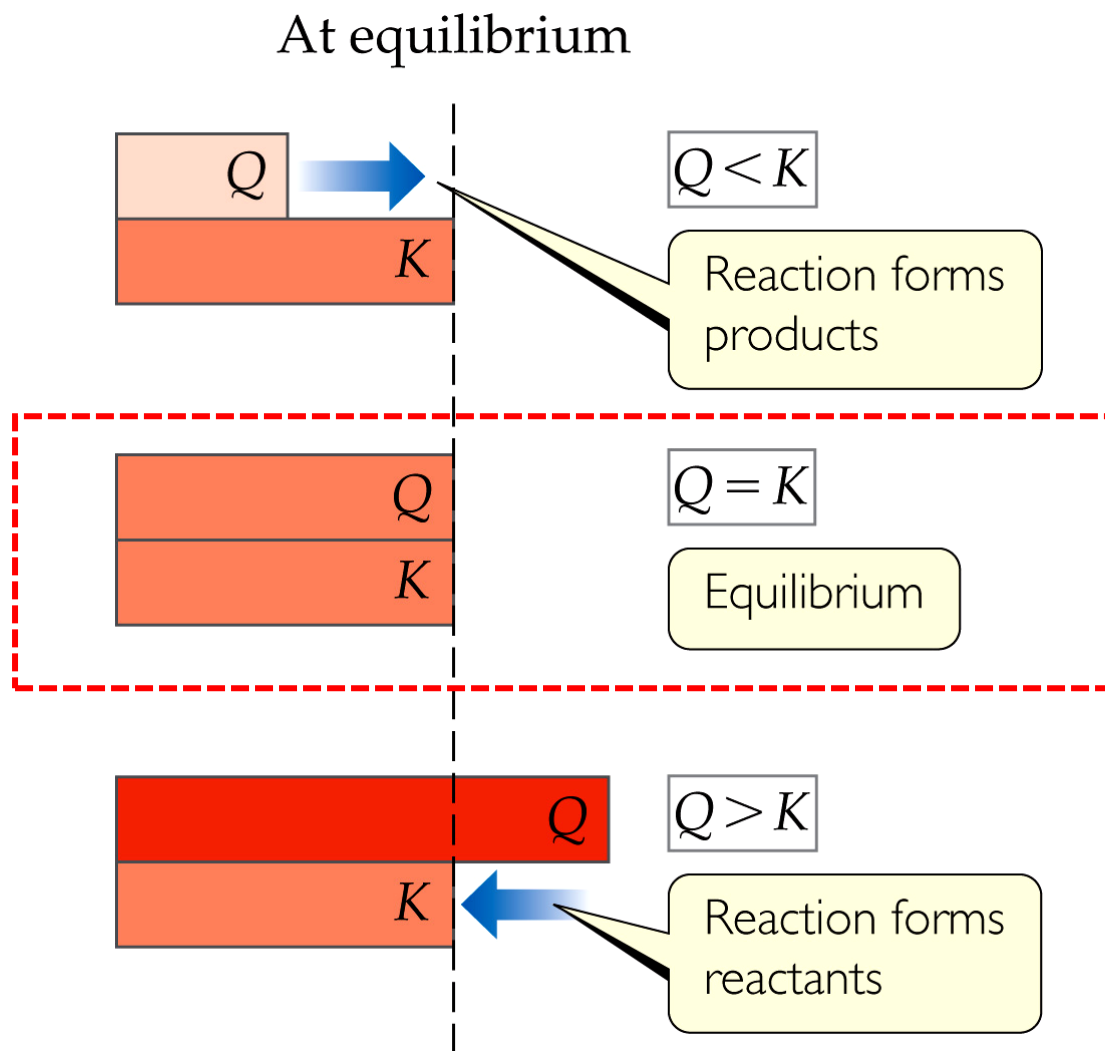 At equilibrium
Q
K
Q < K
Reaction forms
products
Q
K
Q = K
Equilibrium
Q
K
Q > K
Reaction forms
reactants